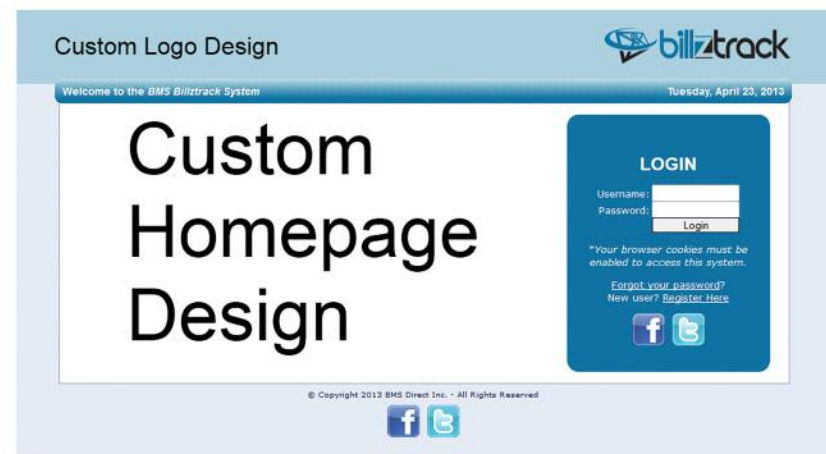 Custom Logo Design
billztrack
Welcome to the BMS Billztrack System
Tuesday, April 23, 2013
Custom
Homepage
Design
LOGIN
Username:
Password:
Login
*Your browser cookies must be
enabled to access this system.
Forgot your password?
New user? Register Here
f t
© Copyright 2013 BMS Direct Inc. - All Rights Reserved
f t